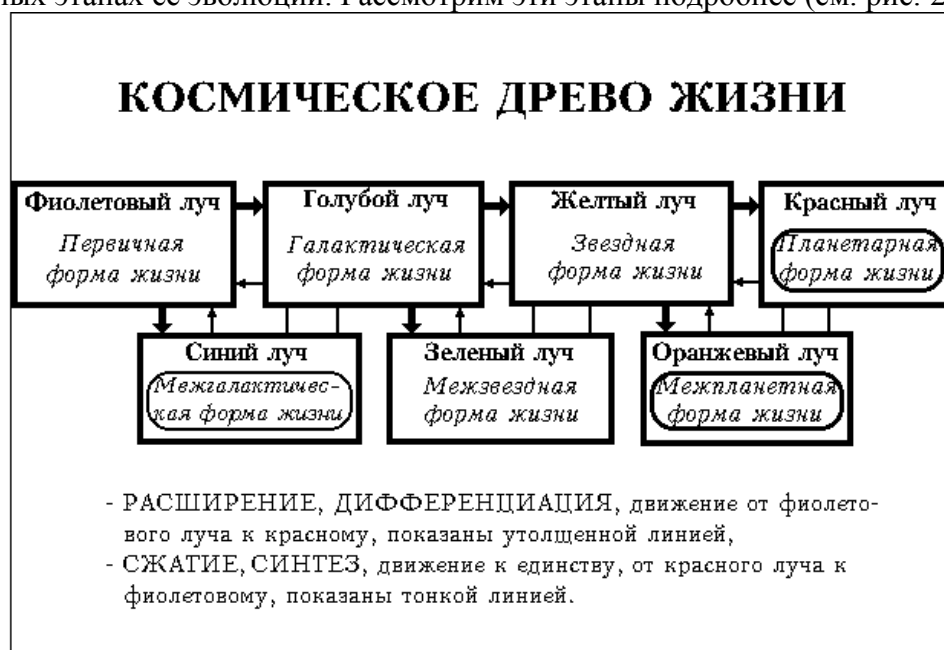 ных этапах ее эволюции. Рассмотрим эти этапы подробнее (см. рис. 2
КОСМИЧЕСКОЕ ДРЕВО ЖИЗНИ
Фиолетовый луч
Первичная
форма жизни
Голубой луч
Галактическая
форма жизни
Желтый луч
Звездная
форма жизни
Красный луч
Планетарная
форма жизни
Синий луч
Межгалактичес-
кая форма жизни
Зеленый луч
Межзвездная
форма жизни
Оранжевый луч
Межпланетная
форма жизни
- РАСШИРЕНИЕ, ДИФФЕРЕНЦИАЦИЯ, движение от фиолето-
вого луча к красному, показаны утолщенной линией,
- СЖАТИЕ, СИНТЕЗ, движение к единству, от красного луча к
фиолетовому, показаны тонкой линией.